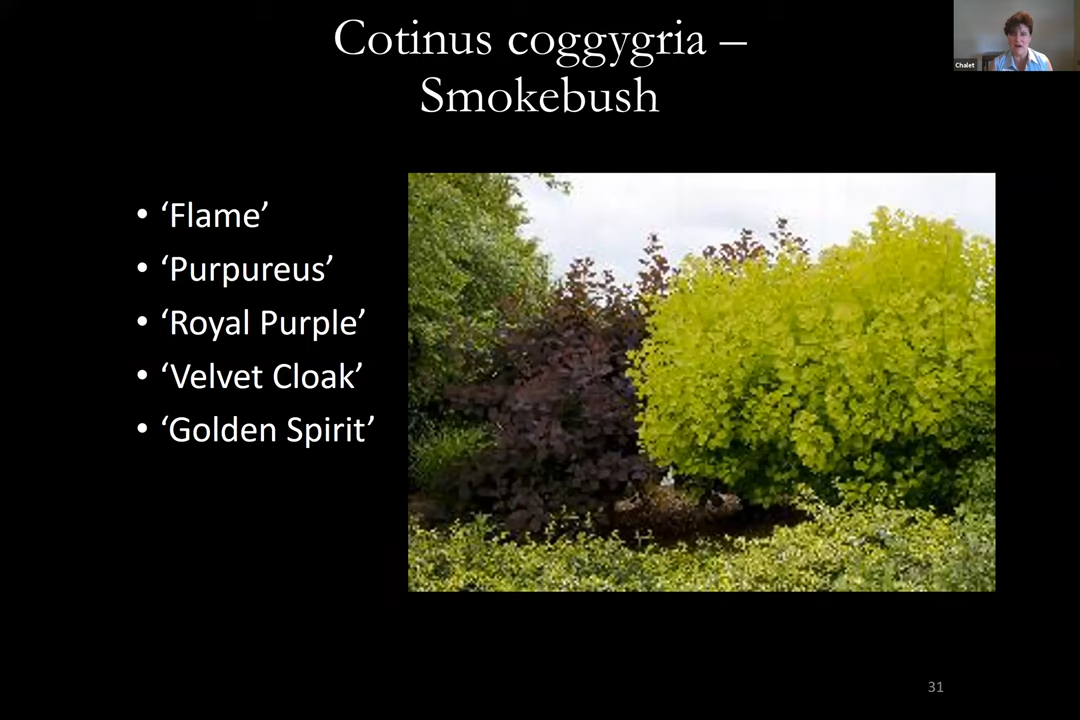 Cotinus coggygria –
Smokebush
Chalet
• ‘Flame’
• ‘Purpureus’
• ‘Royal Purple’
• ‘Velvet Cloak’
• ‘Golden Spirit’
31